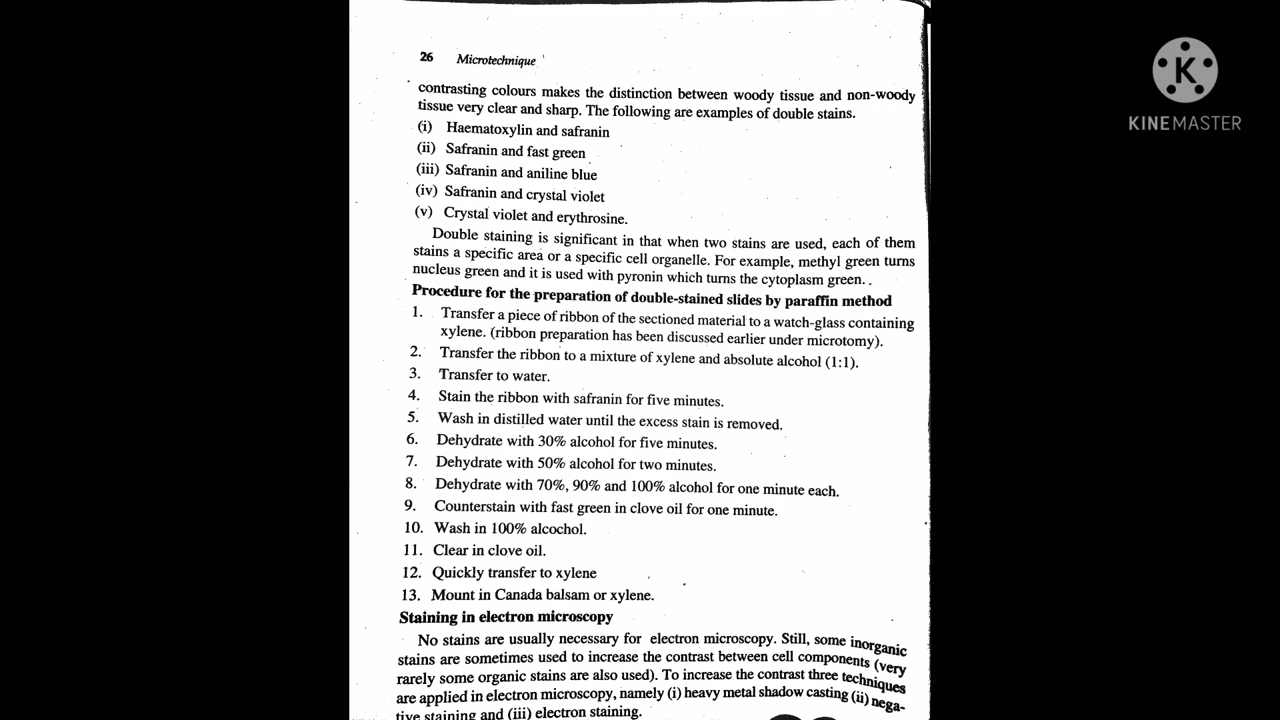 26 Microtechnique
contrasting colours makes the distinction between woody tissue and non-woody
tissue very clear and sharp. The following are examples of double stains.
(i) Haematoxylin and safranin
(ii) Safranin and fast green
(iii) Safranin and aniline blue
(iv) Safranin and crystal violet
(v) Crystal violet and erythrosine.
Double staining is significant in that when two stains are used, each of them
stains a specific area or a specific cell organelle. For example, methyl green turns
nucleus green and it is used with pyronin which turns the cytoplasm green.
Procedure for the preparation of double-stained slides by paraffin method
1. Transfer a piece of ribbon of the sectioned material to a watch-glass containing
xylene. (ribbon preparation has been discussed earlier under microtomy).
2. Transfer the ribbon to a mixture of xylene and absolute alcohol (1:1).
3. Transfer to water.
4. Stain the ribbon with safranin for five minutes.
5. Wash in distilled water until the excess stain is removed.
6. Dehydrate with 30% alcohol for five minutes.
7. Dehydrate with 50% alcohol for two minutes.
8. Dehydrate with 70%, 90% and 100% alcohol for one minute each.
9. Counterstain with fast green in clove oil for one minute.
10. Wash in 100% alcochol.
11. Clear in clove oil.
12. Quickly transfer to xylene
13. Mount in Canada balsam or xylene.
Staining in electron microscopy
No stains are usually necessary for electron microscopy. Still, some inorganic
stains are sometimes used to increase the contrast between cell components (very
rarely some organic stains are also used). To increase the contrast three techniques
are applied in electron microscopy, namely (i) heavy metal shadow casting (ii) nega-
tive staining and (iii) electron staining.
K
KINEMASTER